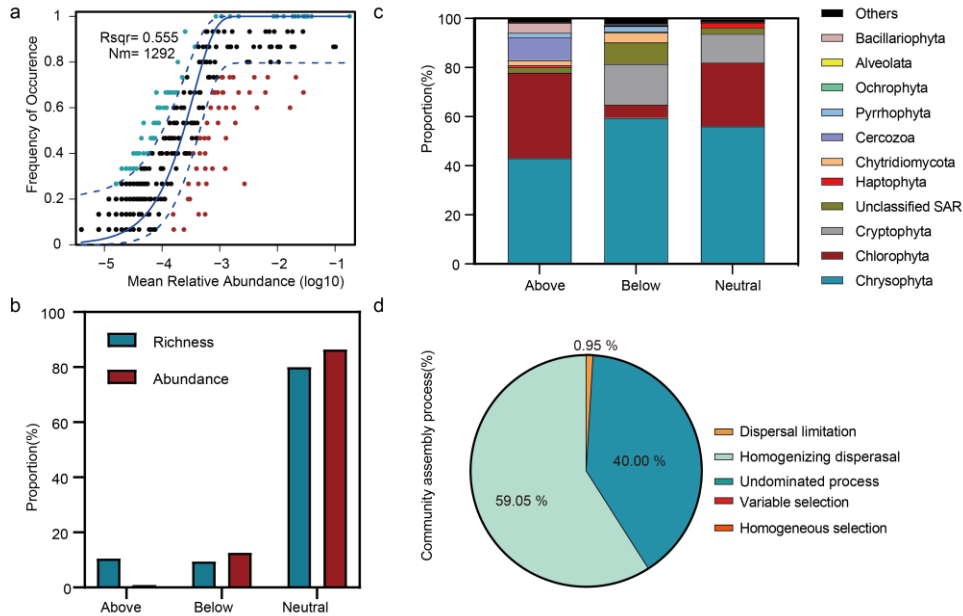 a
Rsqr= 0.555
Nm= 1292
Frequency of Occurence
1
0.8
0.6
0.4
0.2
0
−5
−4
−3
−2
−1
Mean Relative Abundance (log10)
b
Proportion(%)
100
80
60
40
20
0
Richness
Abundance
Above
Below
Neutral
c
Proportion(%)
100
80
60
40
20
0
Above
Below
Neutral
Others
Bacillariophyta
Alveolata
Ochrophyta
Pyrrhophyta
Cercozoa
Chytridiomycota
Haptophyta
Unclassified SAR
Cryptophyta
Chlorophyta
Chrysophyta
d
Community assembly process(%)
0.95 %
40.00 %
59.05 %
Dispersal limitation
Homogenizing disperasal
Undominated process
Variable selection
Homogeneous selection